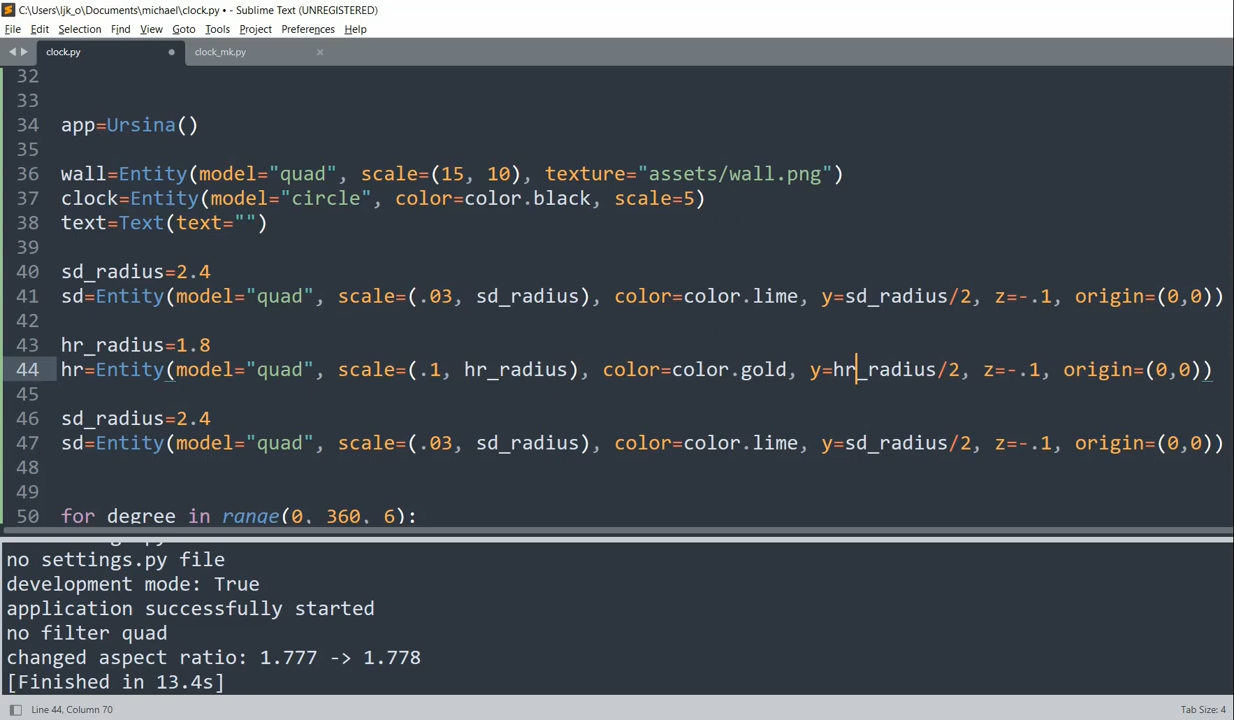 C:\Users\ljk_o\Documents\michael\clock.py • - Sublime Text (UNREGISTERED)
File Edit Selection Find View Goto Tools Project Preferences Help
clock.py clock_mk.py
32
33
34 app=Ursina()
35
36 wall=Entity(model="quad", scale=(15, 10), texture="assets/wall.png")
37 clock=Entity(model="circle", color=color.black, scale=5)
38 text=Text(text="")
39
40 sd_radius=2.4
41 sd=Entity(model="quad", scale=(.03, sd_radius), color=color.lime, y=sd_radius/2, z=-.1, origin=(0,0))
42
43 hr_radius=1.8
44 hr=Entity(model="quad", scale=(.1, hr_radius), color=color.gold, y=hr_radius/2, z=-.1, origin=(0,0))
45
46 sd_radius=2.4
47 sd=Entity(model="quad", scale=(.03, sd_radius), color=color.lime, y=sd_radius/2, z=-.1, origin=(0,0))
48
49
50 for degree in range(0, 360, 6):
no settings.py file
development mode: True
application successfully started
no filter quad
changed aspect ratio: 1.777 -> 1.778
[Finished in 13.4s]
Line 44, Column 70 Tab Size: 4